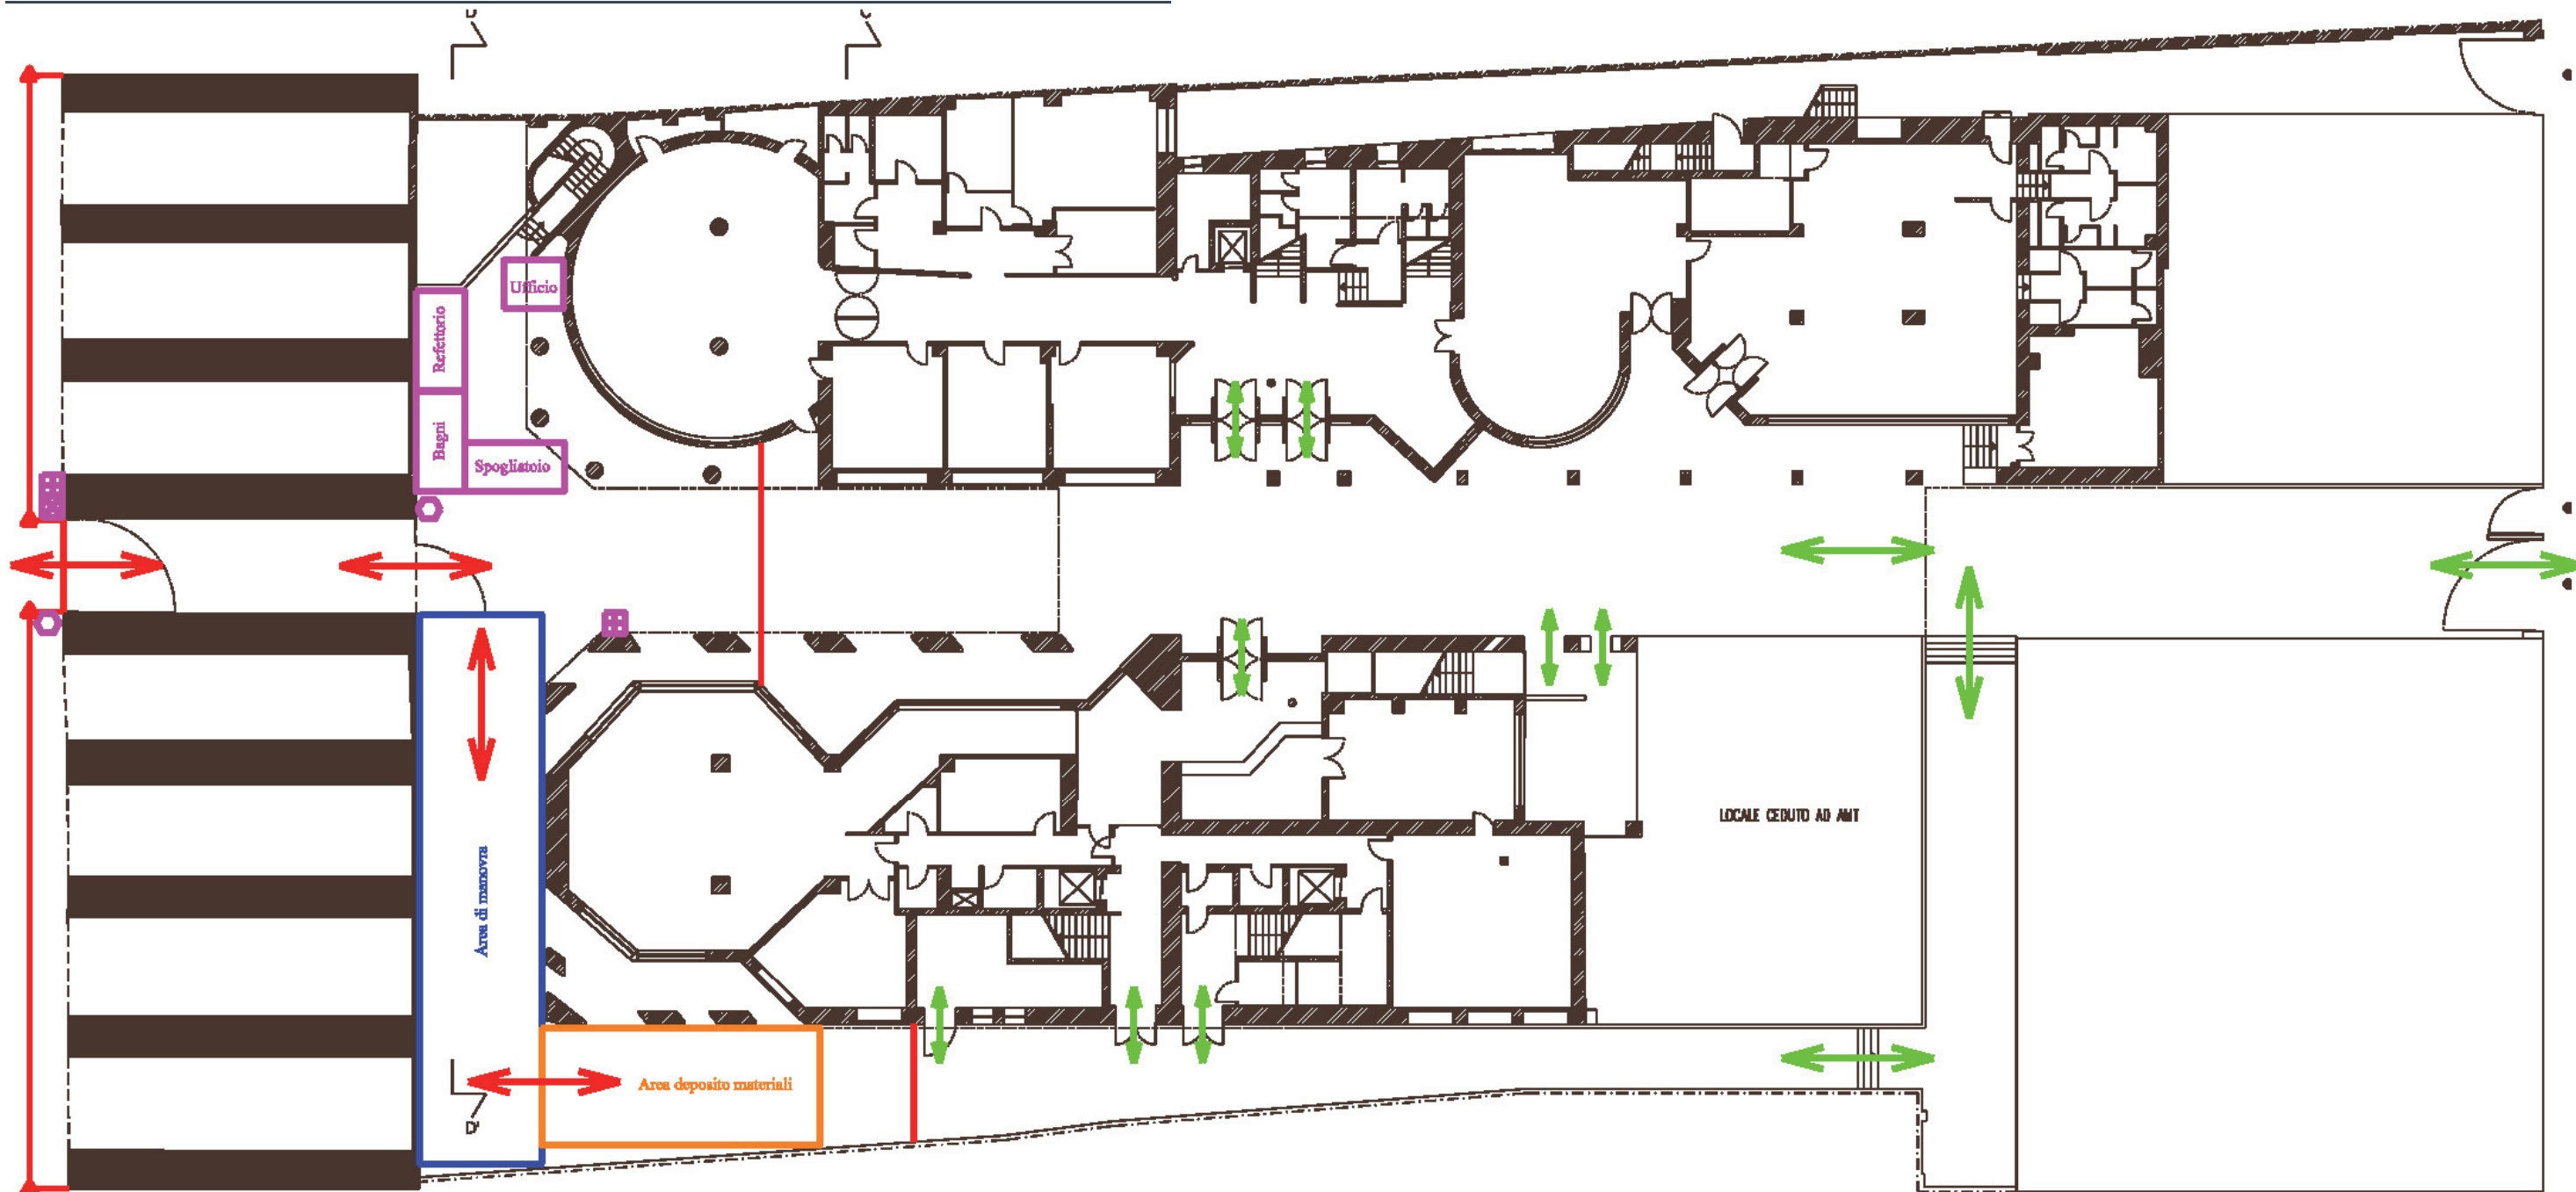 Ufficio
Refettorio
Bagni
Spogliatoio
LOCALE CEDUTO AD AMT
Area di manovra
Area deposito materiali
D'